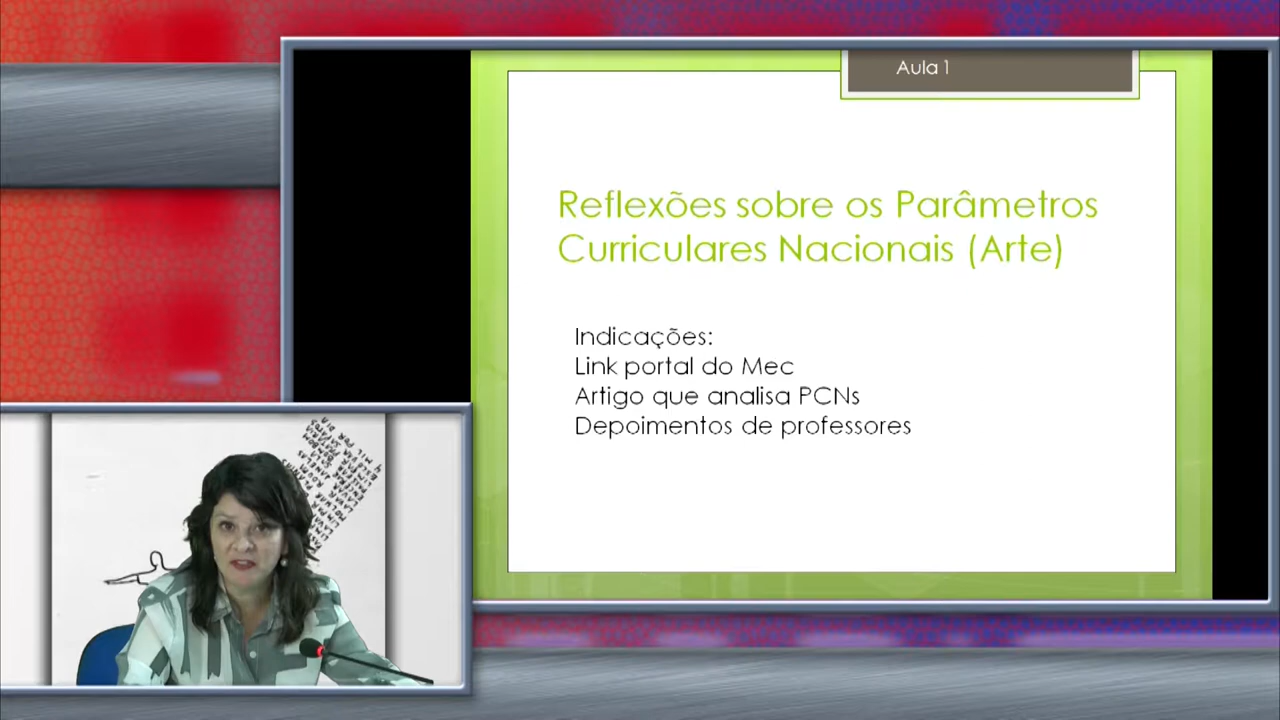 Aula 1
Reflexões sobre os Parâmetros
Curriculares Nacionais (Arte)
Indicações:
Link portal do Mec
Artigo que analisa PCNs
Depoimentos de professores